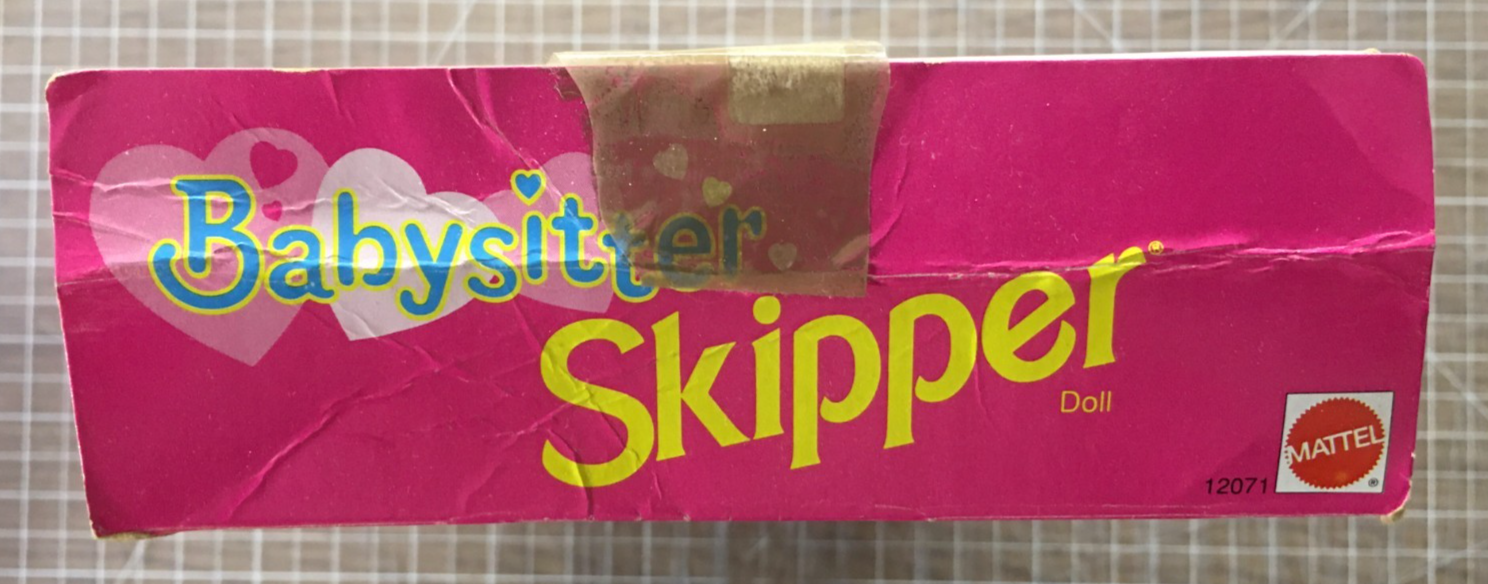 Babysitter
Skipper®
Doll
12071
MATTEL®